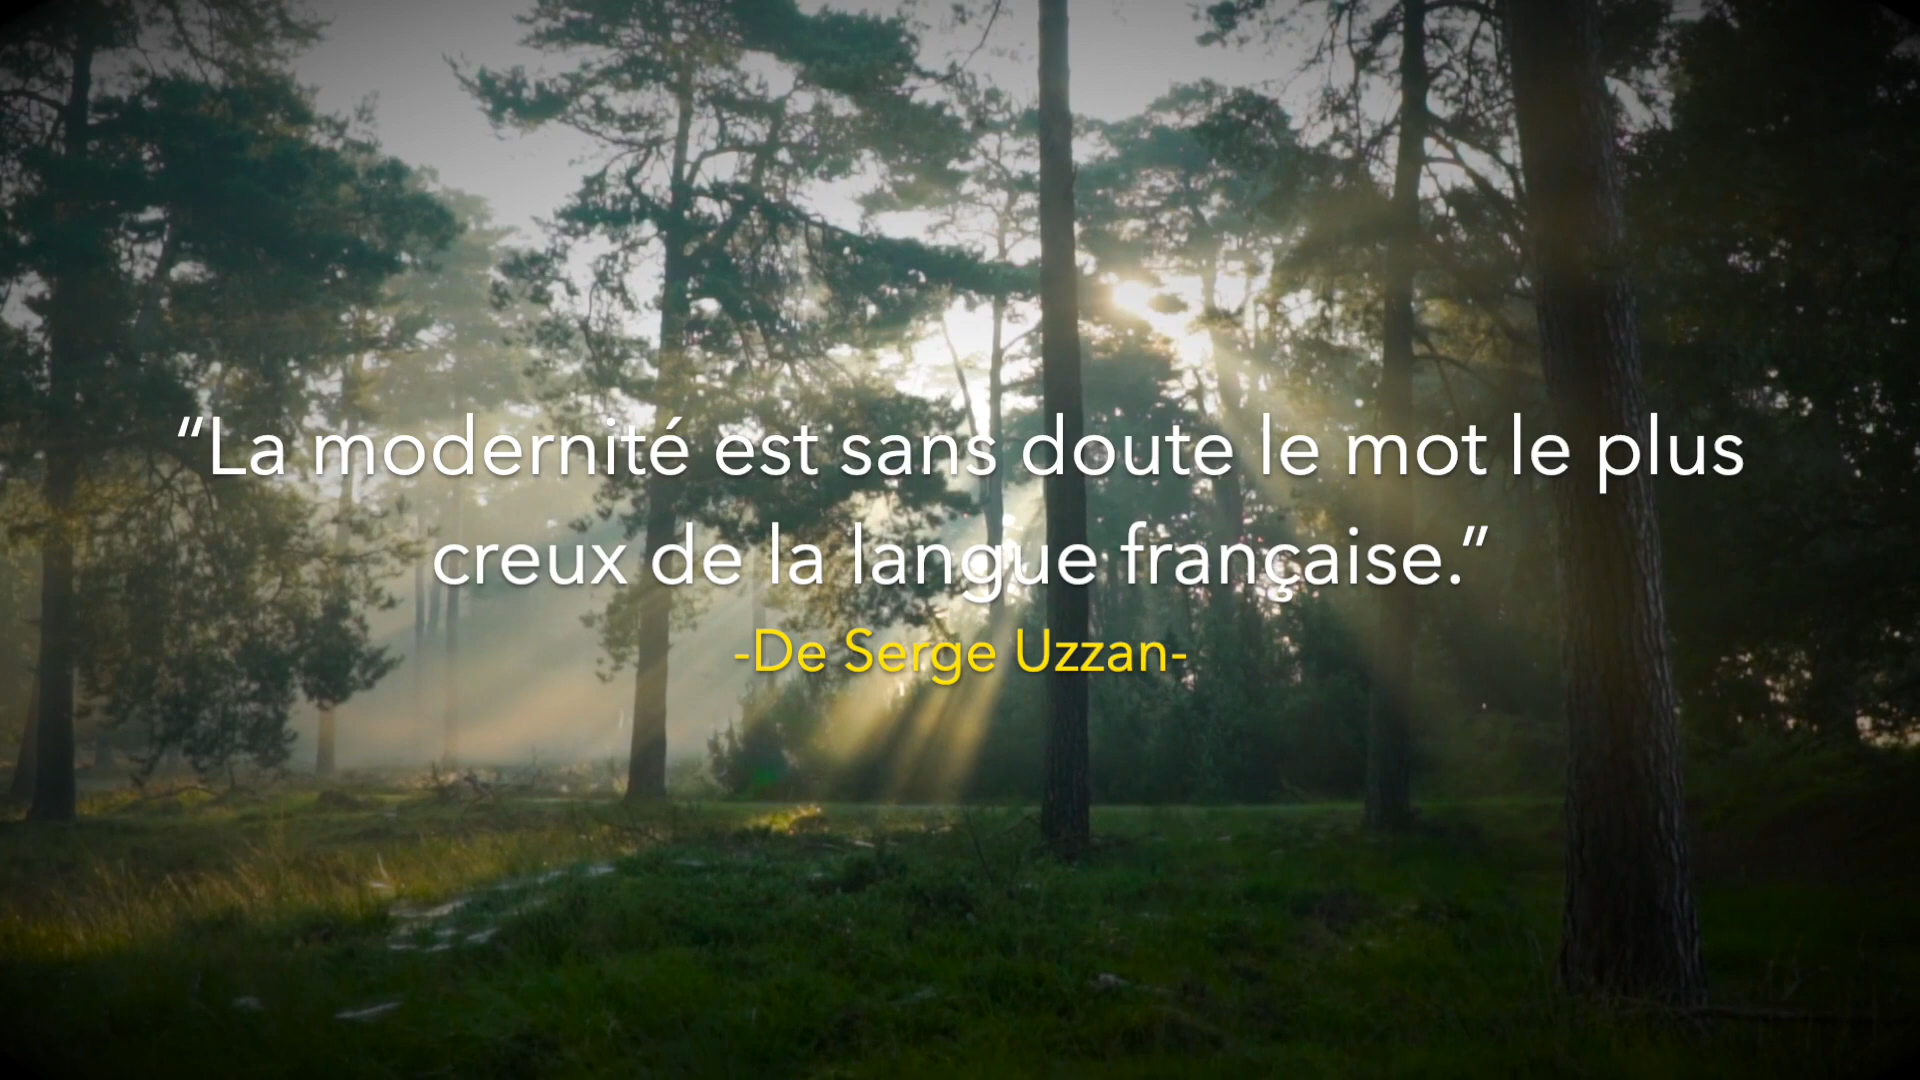 “La modernité est sans doute le mot le plus
creux de la langue française.”
-De Serge Uzzan-